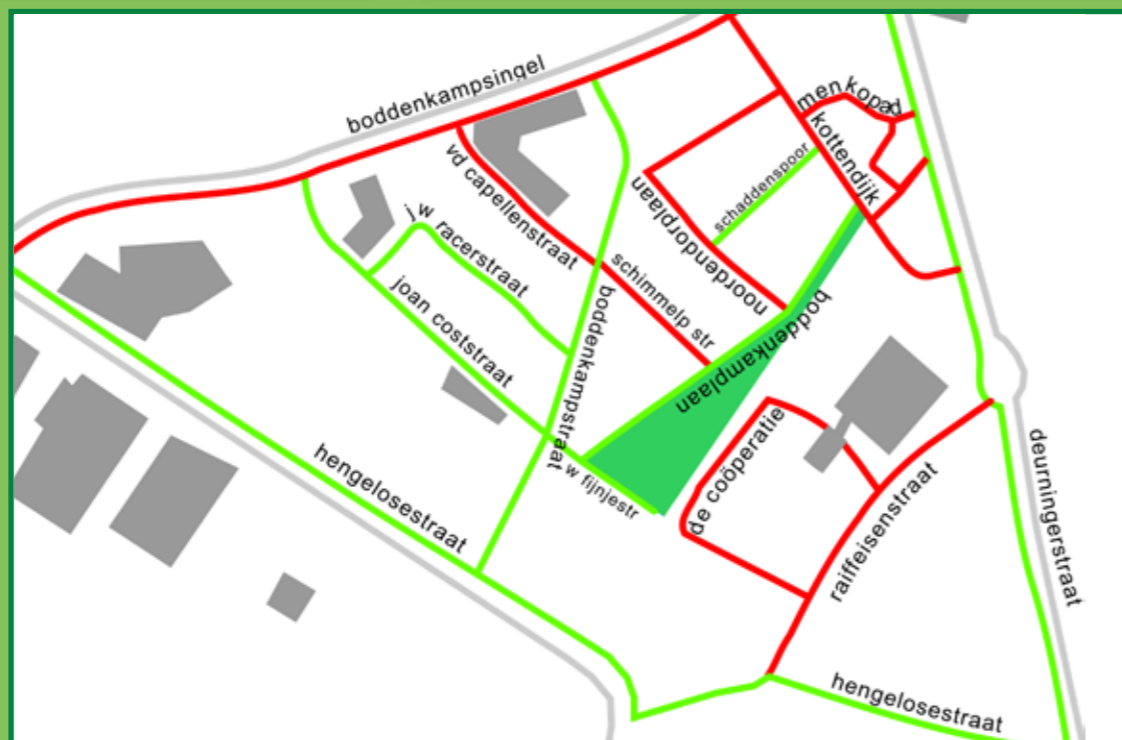 boddenkampsingel
men kopad
kottendijk
vd capellenstraat
schaddenspoor
noordendorplaan
j w racerstraat
schimmelp str
joan coststraat
boddenkampstraat
boddenkamplaan
hengelosestraat
w fijnjestr
de coöperatie
raiffeisenstraat
deurningerstraat
hengelosestraat